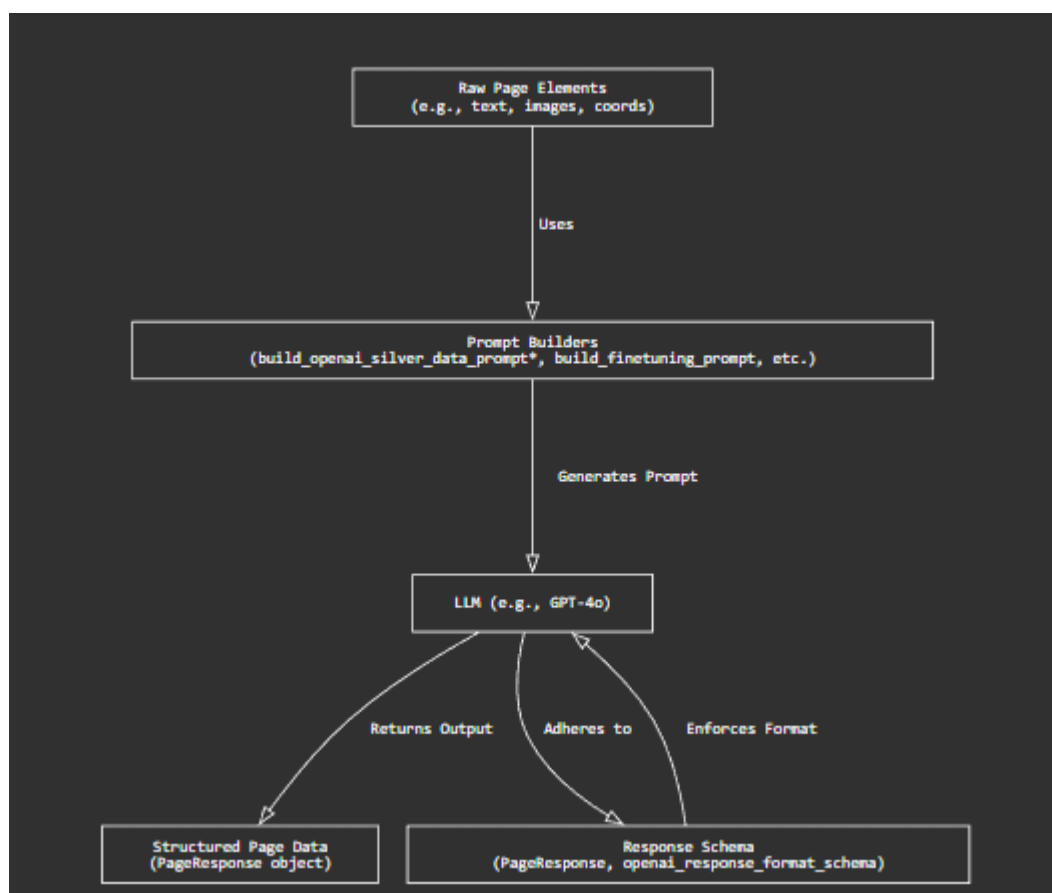 Raw Page Elements
(e.g., text, images, coords)
Uses
Prompt Builders
(build_openai_silver_data_prompt*, build_finetuning_prompt, etc.)
Generates Prompt
LLM (e.g., GPT-4o)
Returns Output
Adheres to
Enforces Format
Structured Page Data
(PageResponse object)
Response Schema
(PageResponse, openai_response_format_schema)